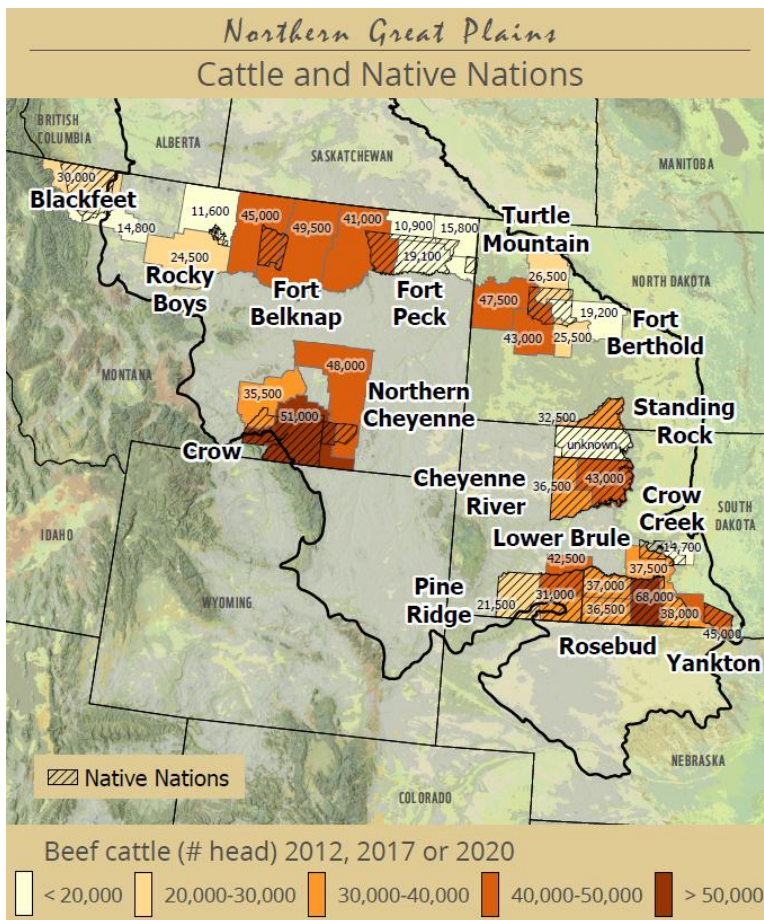 Northern Great Plains
Cattle and Native Nations
BRITISH
COLUMBIA
ALBERTA
SASKATCHEWAN
MANITOBA
30,000
Blackfeet
14,800
11,600
45,000
49,500
41,000
10,900
15,800
19,100
24,500
Rocky
Boys
Fort
Belknap
Fort
Peck
Turtle
Mountain
26,500
NORTH DAKOTA
47,500
19,200
43,000
25,500
Fort
Berthold
MONTANA
48,000
35,500
51,000
Northern
Cheyenne
Crow
32,500
Standing
Rock
unknown
Cheyenne
River
36,500
43,000
Crow
Creek
SOUTH
DAKOTA
IDAHO
Lower Brule
14,700
42,500
37,500
Pine
Ridge
21,500
31,000
37,000
36,500
68,000
38,000
45,000
WYOMING
Rosebud
Yankton
NEBRASKA
COLORADO
Native Nations
Beef cattle (# head) 2012, 2017 or 2020
< 20,000
20,000-30,000
30,000-40,000
40,000-50,000
> 50,000